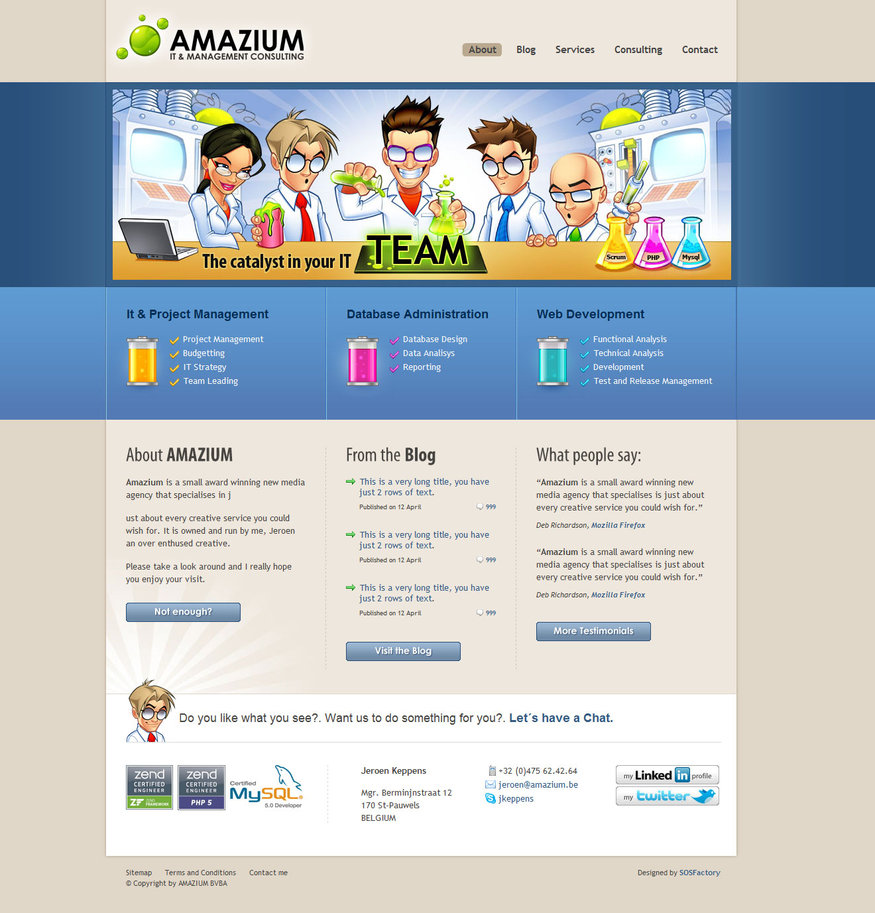 AMAZIUM
IT & MANAGEMENT CONSULTING
About Blog Services Consulting Contact
The catalyst in your IT TEAM
Scrum PHP Mysql
It & Project Management
Project Management
Budgetting
IT Strategy
Team Leading
Database Administration
Database Design
Data Analisys
Reporting
Web Development
Functional Analysis
Technical Analysis
Development
Test and Release Management
About AMAZIUM
Amazium is a small award winning new media
agency that specialises in j
ust about every creative service you could
wish for. It is owned and run by me, Jeroen
an over enthused creative.
Please take a look around and I really hope
you enjoy your visit.
Not enough?
From the Blog
This is a very long title, you have
just 2 rows of text.
Published on 12 April 999
This is a very long title, you have
just 2 rows of text.
Published on 12 April 999
This is a very long title, you have
just 2 rows of text.
Published on 12 April 999
Visit the Blog
What people say:
“Amazium is a small award winning new
media agency that specialises is just about
every creative service you could wish for.”
Deb Richardson, Mozilla Firefox
“Amazium is a small award winning new
media agency that specialises is just about
every creative service you could wish for.”
Deb Richardson, Mozilla Firefox
More Testimonials
Do you like what you see?. Want us to do something for you?. Let´s have a Chat.
zend
CERTIFIED
ENGINEER
ZF ZEND FRAMEWORK
zend
CERTIFIED
ENGINEER
PHP 5
Certified
MySQL
5.0 Developer
Jeroen Keppens
Mgr. Berminjnstraat 12
170 St-Pauwels
BELGIUM
+32 (0)475 62.42.64
jeroen@amazium.be
jkeppens
my Linked in profile
my twitter
Sitemap Terms and Conditions Contact me
© Copyright by AMAZIUM BVBA
Designed by SOSFactory